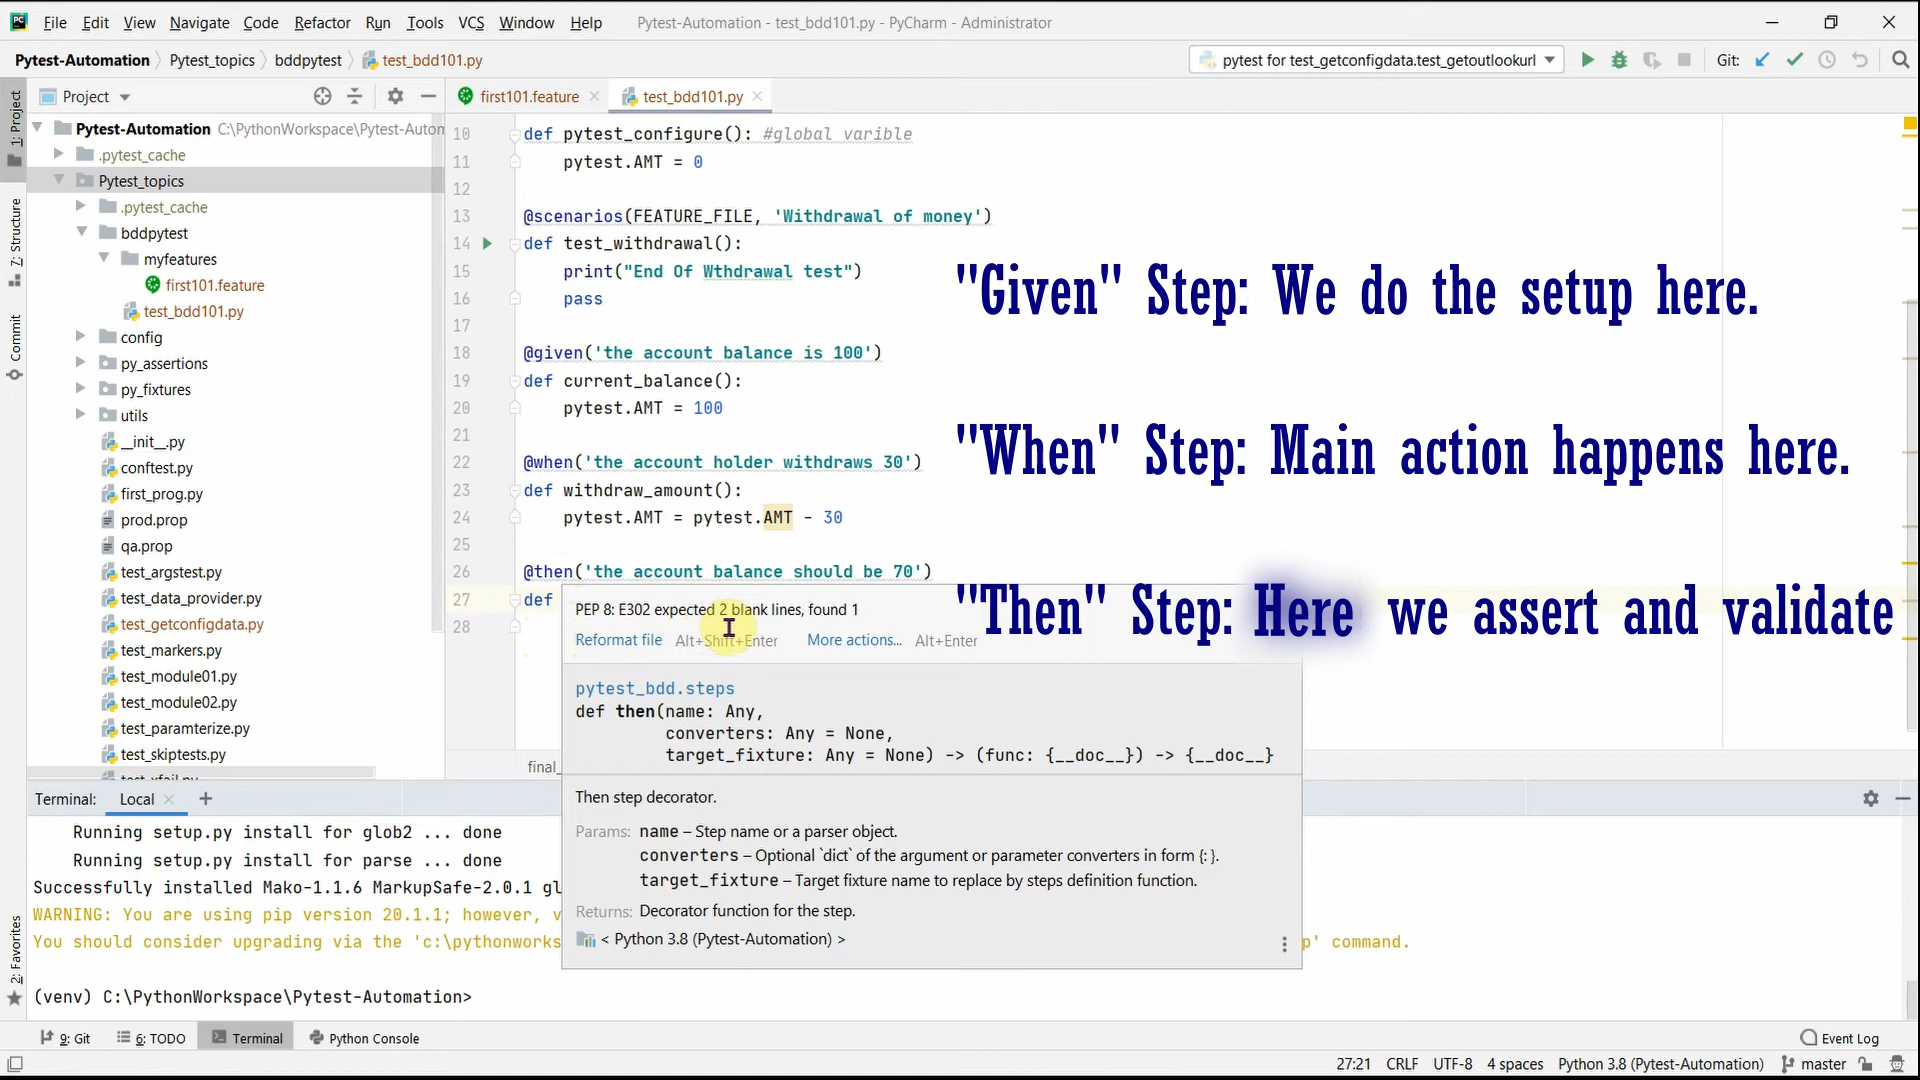 File Edit View Navigate Code Refactor Run Tools VCS Window Help Pytest-Automation - test_bdd101.py - PyCharm - Administrator
Pytest-Automation Pytest_topics bddpytest test_bdd101.py pytest for test_getconfigdata.test_getoutlookurl Git:
1: Project
7: Structure
Commit
2: Favorites
Project
Pytest-Automation C:\PythonWorkspace\Pytest-Autom
.pytest_cache
Pytest_topics
.pytest_cache
bddpytest
myfeatures
first101.feature
test_bdd101.py
config
py_assertions
py_fixtures
utils
__init__.py
conftest.py
first_prog.py
prod.prop
qa.prop
test_argstest.py
test_data_provider.py
test_getconfigdata.py
test_markers.py
test_module01.py
test_module02.py
test_paramterize.py
test_skiptests.py
first101.feature test_bdd101.py
10 def pytest_configure(): #global varible
11 pytest.AMT = 0
12
13 @scenarios(FEATURE_FILE, 'Withdrawal of money')
14 def test_withdrawal():
15 print("End Of Wthdrawal test")
16 pass
17
18 @given('the account balance is 100')
19 def current_balance():
20 pytest.AMT = 100
21
22 @when('the account holder withdraws 30')
23 def withdraw_amount():
24 pytest.AMT = pytest.AMT - 30
25
26 @then('the account balance should be 70')
27 def
28
"Given" Step: We do the setup here.
"When" Step: Main action happens here.
"Then" Step: Here we assert and validate
PEP 8: E302 expected 2 blank lines, found 1
Reformat file Alt+Shift+Enter More actions... Alt+Enter
pytest_bdd.steps
def then(name: Any,
converters: Any = None,
target_fixture: Any = None) -> (func: {__doc__}) -> {__doc__}
Then step decorator.
Params: name – Step name or a parser object.
converters – Optional `dict` of the argument or parameter converters in form {: }.
target_fixture – Target fixture name to replace by steps definition function.
Returns: Decorator function for the step.
< Python 3.8 (Pytest-Automation) >
final_
Terminal: Local
Running setup.py install for glob2 ... done
Running setup.py install for parse ... done
Successfully installed Mako-1.1.6 MarkupSafe-2.0.1 gl
WARNING: You are using pip version 20.1.1; however, v
You should consider upgrading via the 'c:\pythonworks p' command.
(venv) C:\PythonWorkspace\Pytest-Automation>
9: Git 6: TODO Terminal Python Console Event Log
27:21 CRLF UTF-8 4 spaces Python 3.8 (Pytest-Automation) master